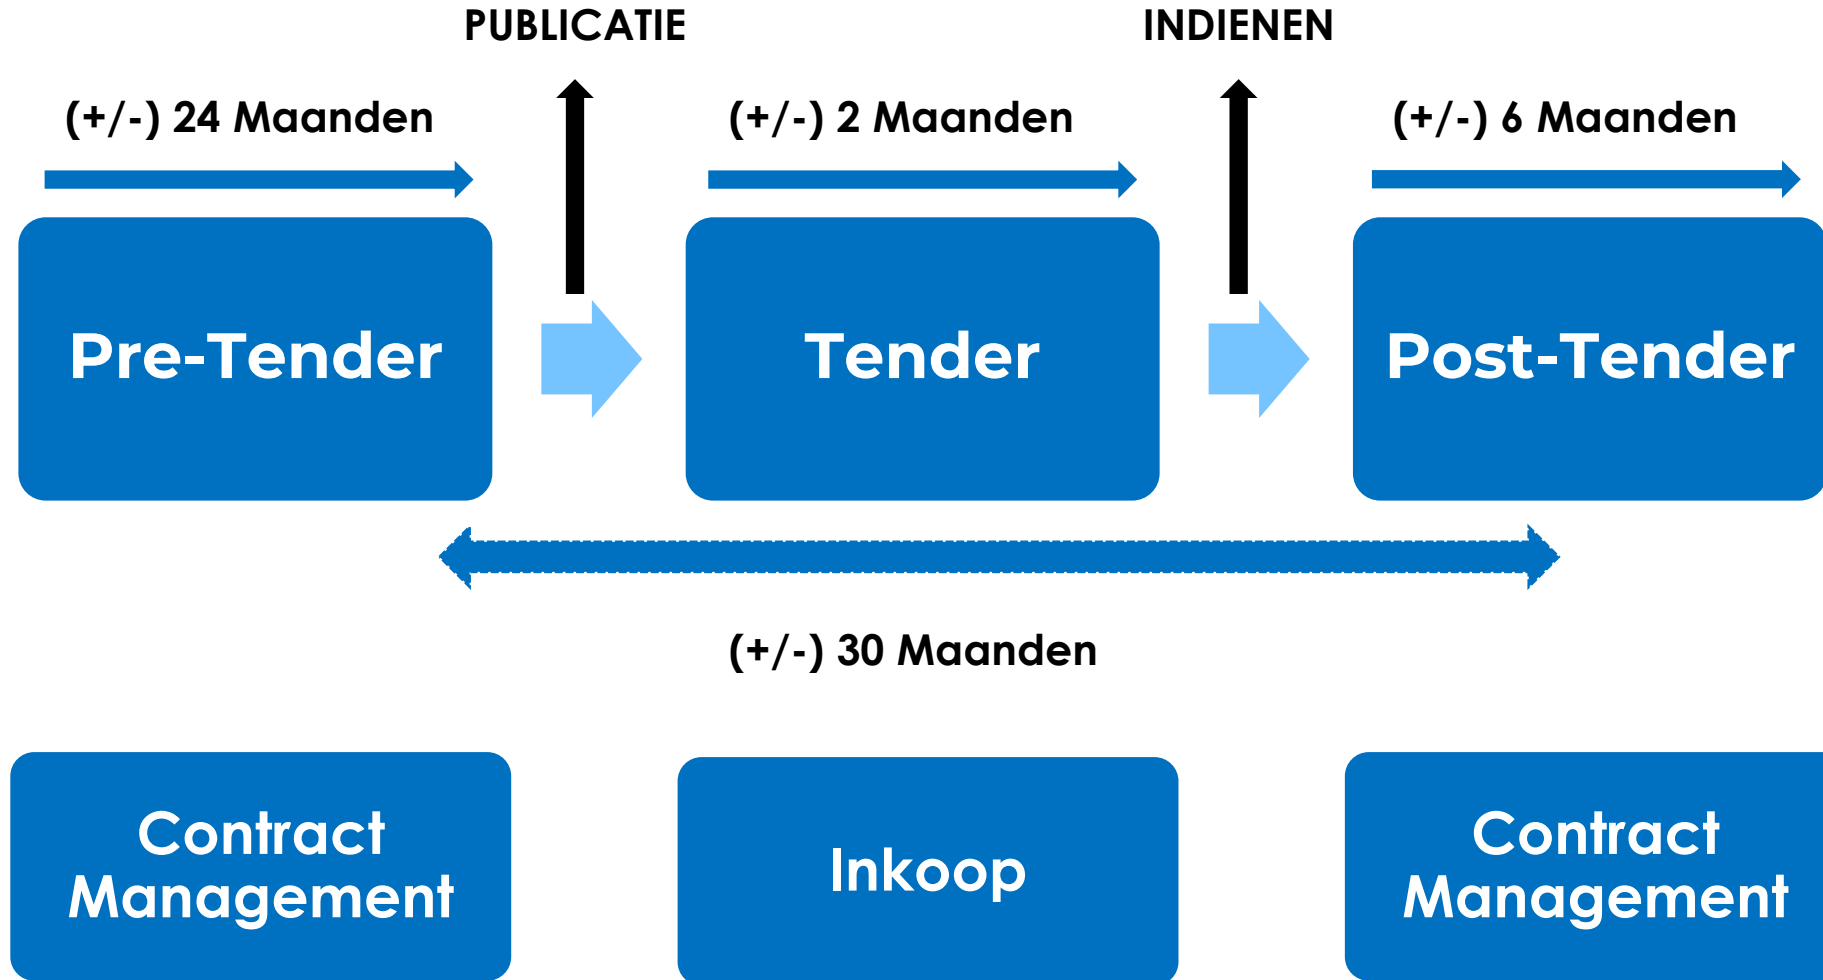 PUBLICATIE
INDIENEN
(+/-) 24 Maanden
(+/-) 2 Maanden
(+/-) 6 Maanden
Pre-Tender
Tender
Post-Tender
(+/-) 30 Maanden
Contract
Management
Inkoop
Contract
Management